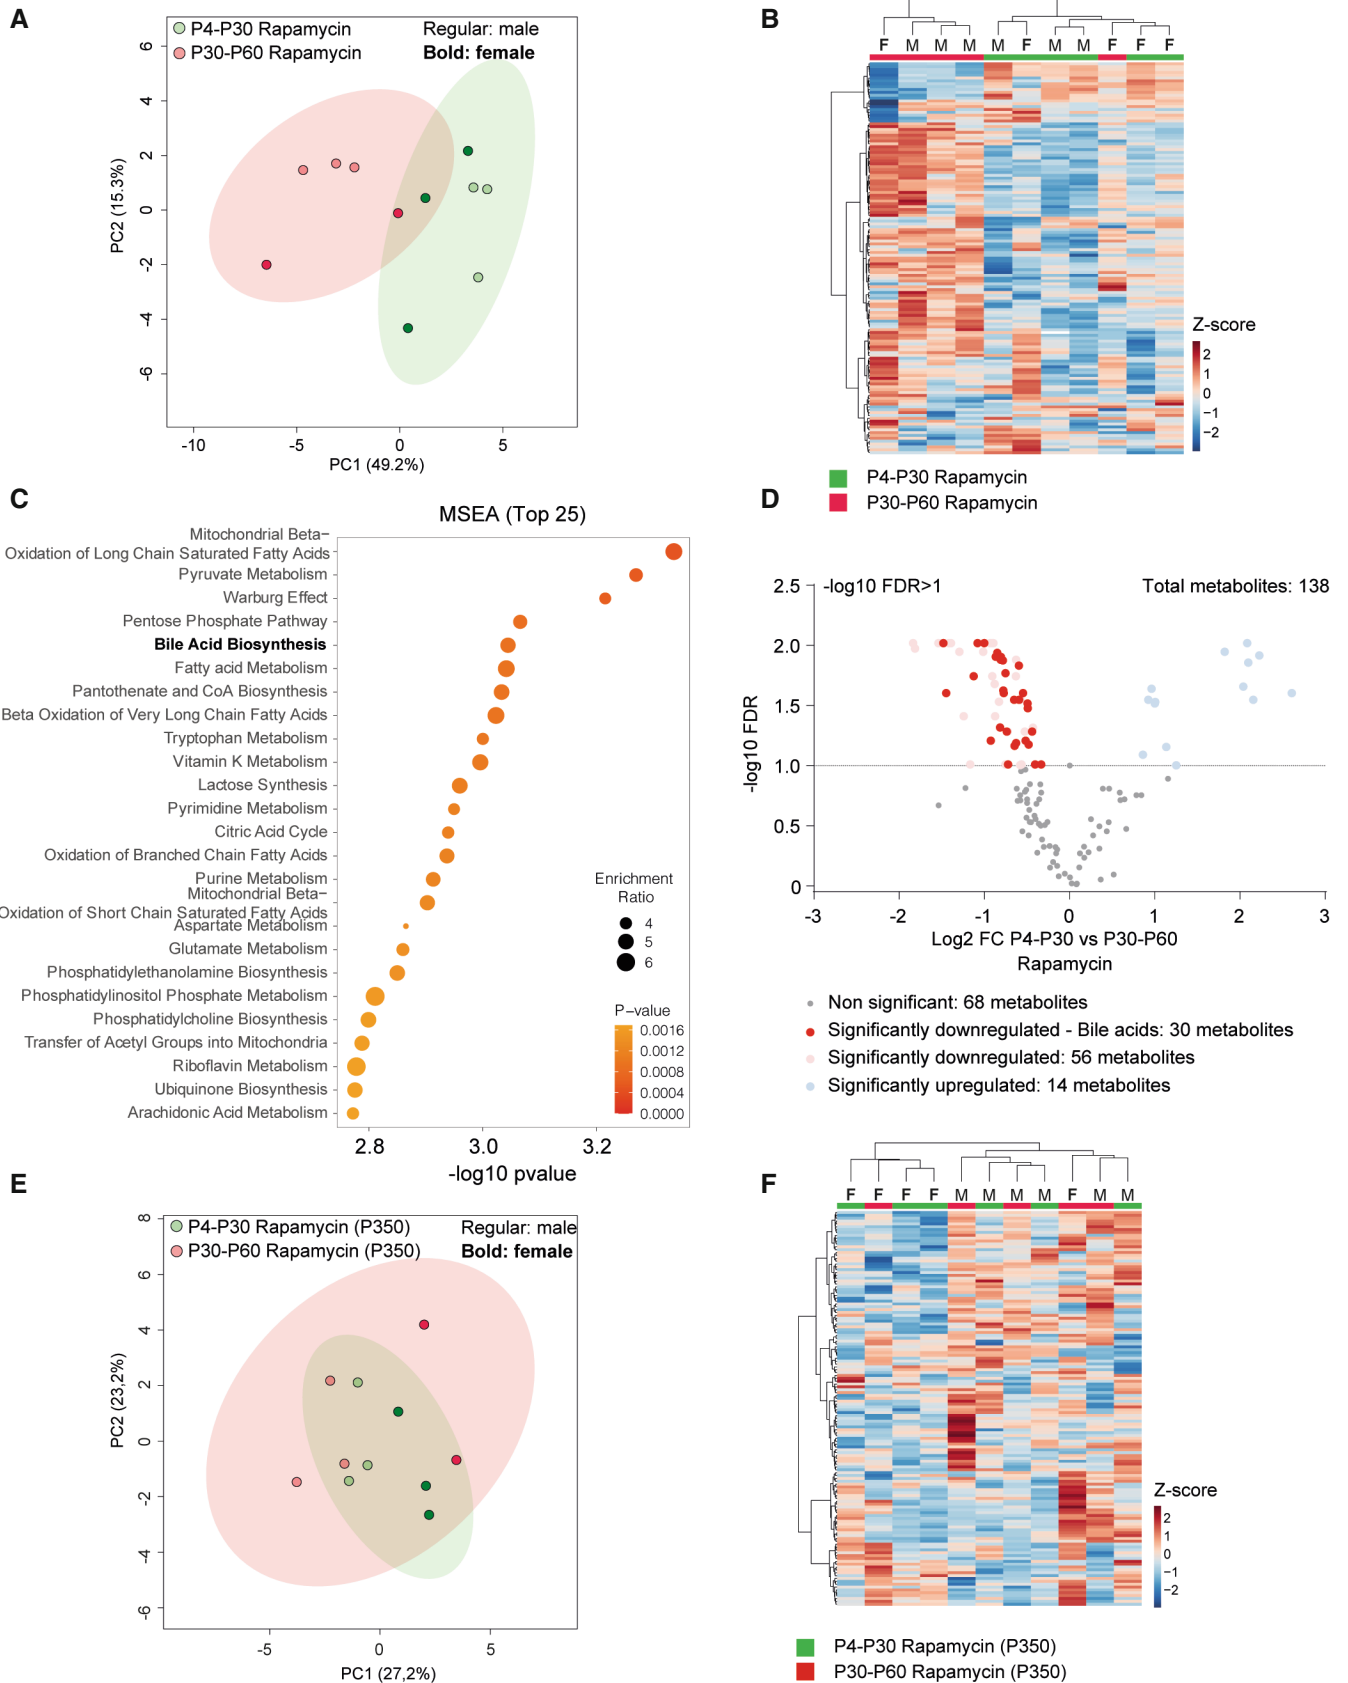 A
P4-P30 Rapamycin
P30-P60 Rapamycin
Regular: male
Bold: female
6
4
2
0
-2
-4
-6
PC2 (15.3%)
-10
-5
0
5
PC1 (49.2%)
B
F M M M M F M M F F F
Z-score
2
1
0
−1
−2
P4-P30 Rapamycin
P30-P60 Rapamycin
C
MSEA (Top 25)
Mitochondrial Beta−
Oxidation of Long Chain Saturated Fatty Acids
Pyruvate Metabolism
Warburg Effect
Pentose Phosphate Pathway
Bile Acid Biosynthesis
Fatty acid Metabolism
Pantothenate and CoA Biosynthesis
Beta Oxidation of Very Long Chain Fatty Acids
Tryptophan Metabolism
Vitamin K Metabolism
Lactose Synthesis
Pyrimidine Metabolism
Citric Acid Cycle
Oxidation of Branched Chain Fatty Acids
Purine Metabolism
Mitochondrial Beta−
Oxidation of Short Chain Saturated Fatty Acids
Aspartate Metabolism
Glutamate Metabolism
Phosphatidylethanolamine Biosynthesis
Phosphatidylinositol Phosphate Metabolism
Phosphatidylcholine Biosynthesis
Transfer of Acetyl Groups into Mitochondria
Riboflavin Metabolism
Ubiquinone Biosynthesis
Arachidonic Acid Metabolism
Enrichment
Ratio
4
5
6
P−value
0.0016
0.0012
0.0008
0.0004
0.0000
2.8
3.0
3.2
-log10 pvalue
D
-log10 FDR>1
Total metabolites: 138
2.5
2.0
1.5
1.0
0.5
0
-log10 FDR
-3
-2
-1
0
1
2
3
Log2 FC P4-P30 vs P30-P60
Rapamycin
Non significant: 68 metabolites
Significantly downregulated - Bile acids: 30 metabolites
Significantly downregulated: 56 metabolites
Significantly upregulated: 14 metabolites
E
P4-P30 Rapamycin (P350)
P30-P60 Rapamycin (P350)
Regular: male
Bold: female
8
6
4
2
0
-2
-4
-6
PC2 (23,2%)
-5
0
5
PC1 (27,2%)
F
F F F F M M M M F M M
Z-score
2
1
0
−1
−2
P4-P30 Rapamycin (P350)
P30-P60 Rapamycin (P350)